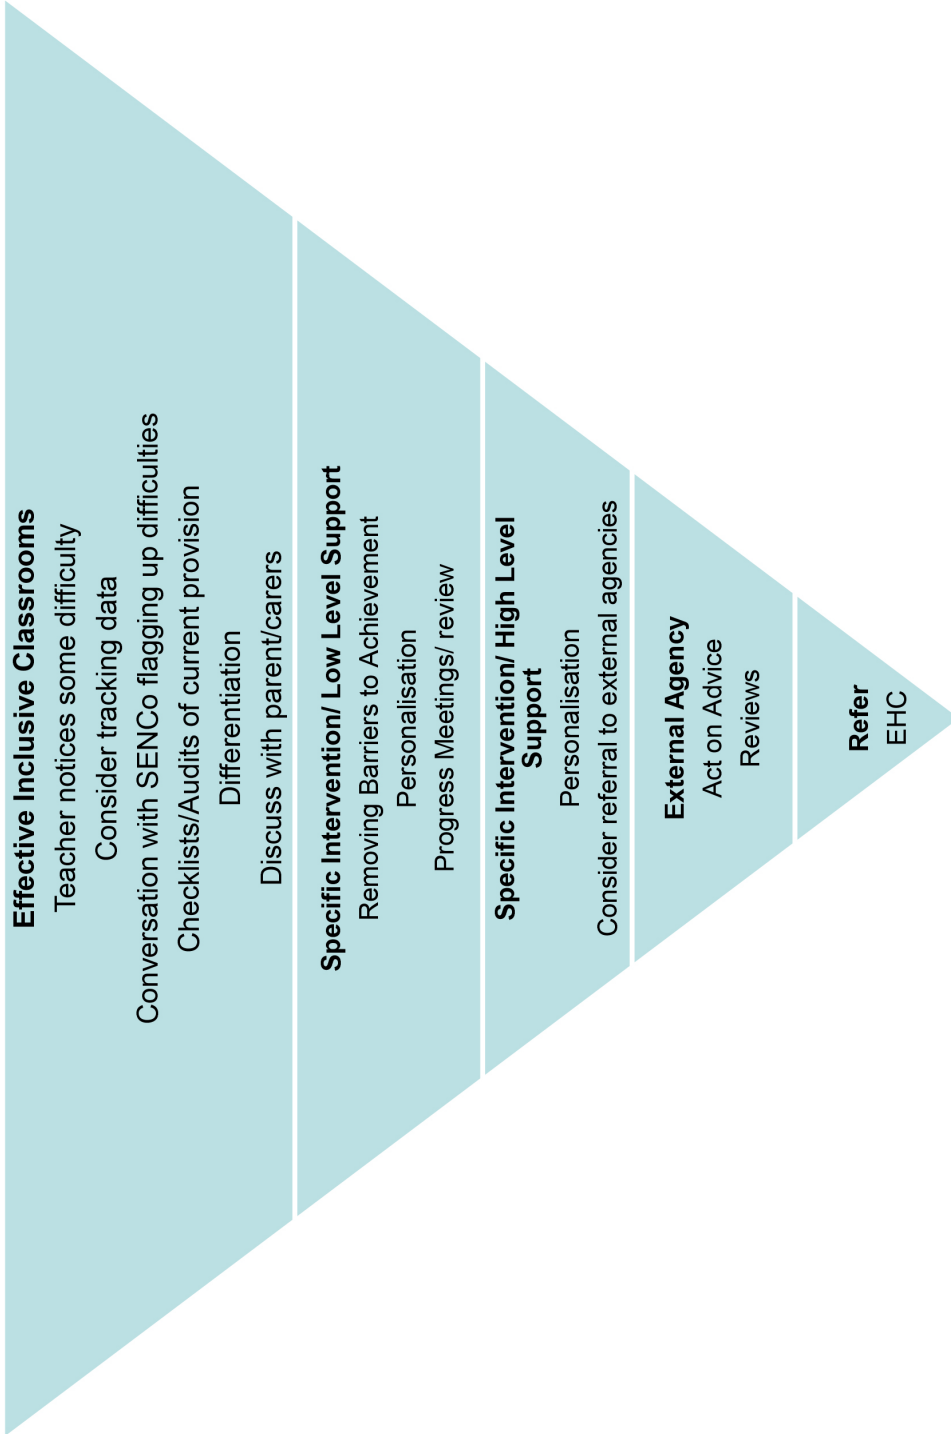 Effective Inclusive Classrooms
Teacher notices some difficulty
Consider tracking data
Conversation with SENCo flagging up difficulties
Checklists/Audits of current provision
Differentiation
Discuss with parent/carers
Specific Intervention/ Low Level Support
Removing Barriers to Achievement
Personalisation
Progress Meetings/ review
Specific Intervention/ High Level
Support
Personalisation
Consider referral to external agencies
External Agency
Act on Advice
Reviews
Refer
EHC